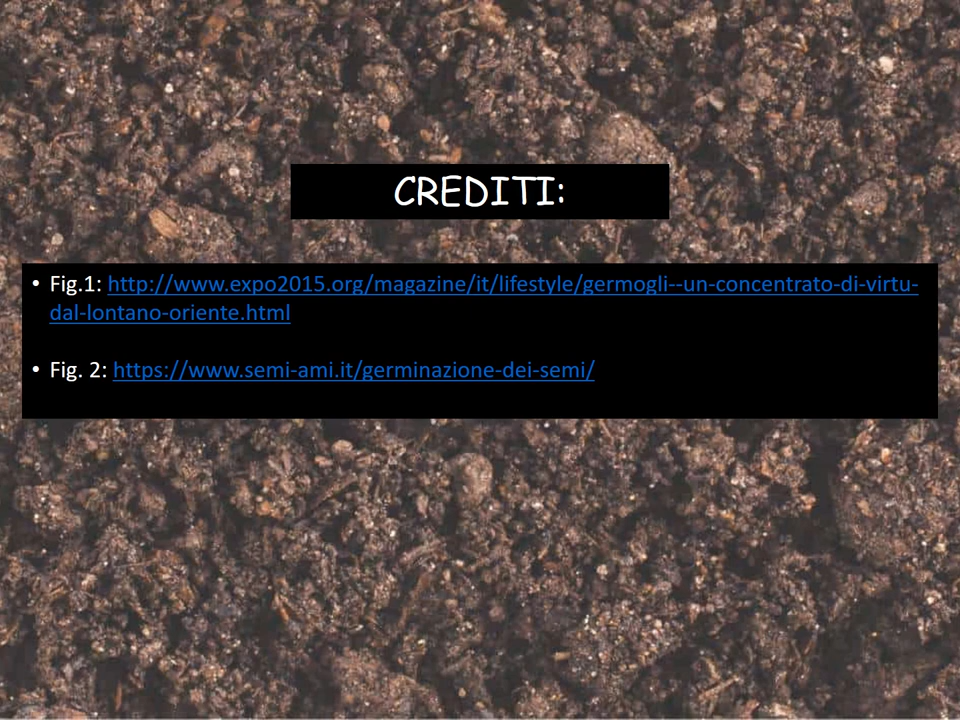 CREDITI:
• Fig.1: http://www.expo2015.org/magazine/it/lifestyle/germogli--un-concentrato-di-virtu-
dal-lontano-oriente.html
• Fig. 2: https://www.semi-ami.it/germinazione-dei-semi/